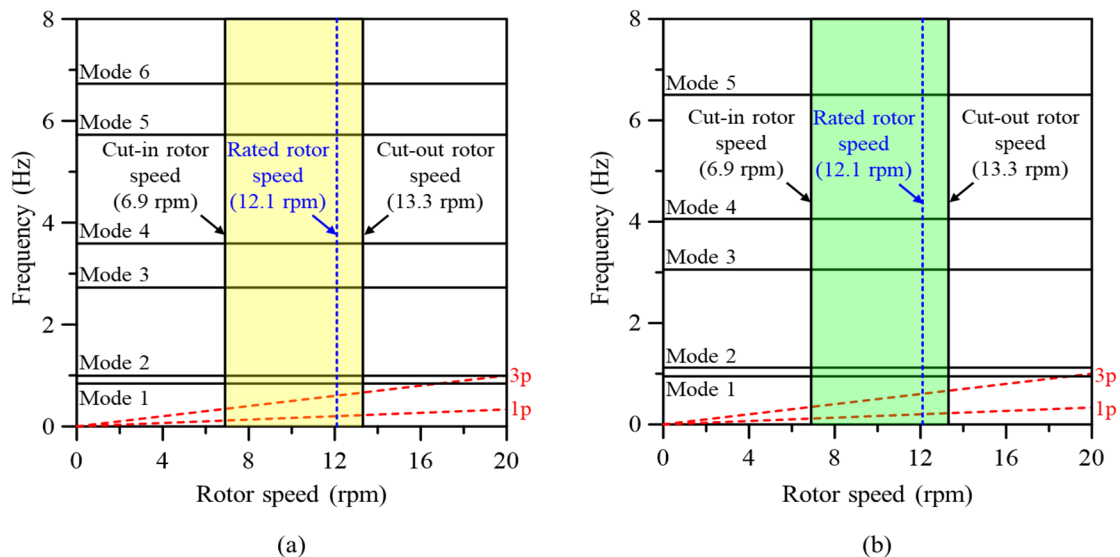 8
6
4
2
0
Frequency (Hz)
Mode 6
Mode 5
Cut-in rotor
speed
(6.9 rpm)
Rated rotor
speed
(12.1 rpm)
Cut-out rotor
speed
(13.3 rpm)
Mode 4
Mode 3
Mode 2
Mode 1
3p
1p
0
4
8
12
16
20
Rotor speed (rpm)
(a)
8
6
4
2
0
Frequency (Hz)
Mode 5
Cut-in rotor
speed
(6.9 rpm)
Rated rotor
speed
(12.1 rpm)
Cut-out rotor
speed
(13.3 rpm)
Mode 4
Mode 3
Mode 2
Mode 1
3p
1p
0
4
8
12
16
20
Rotor speed (rpm)
(b)